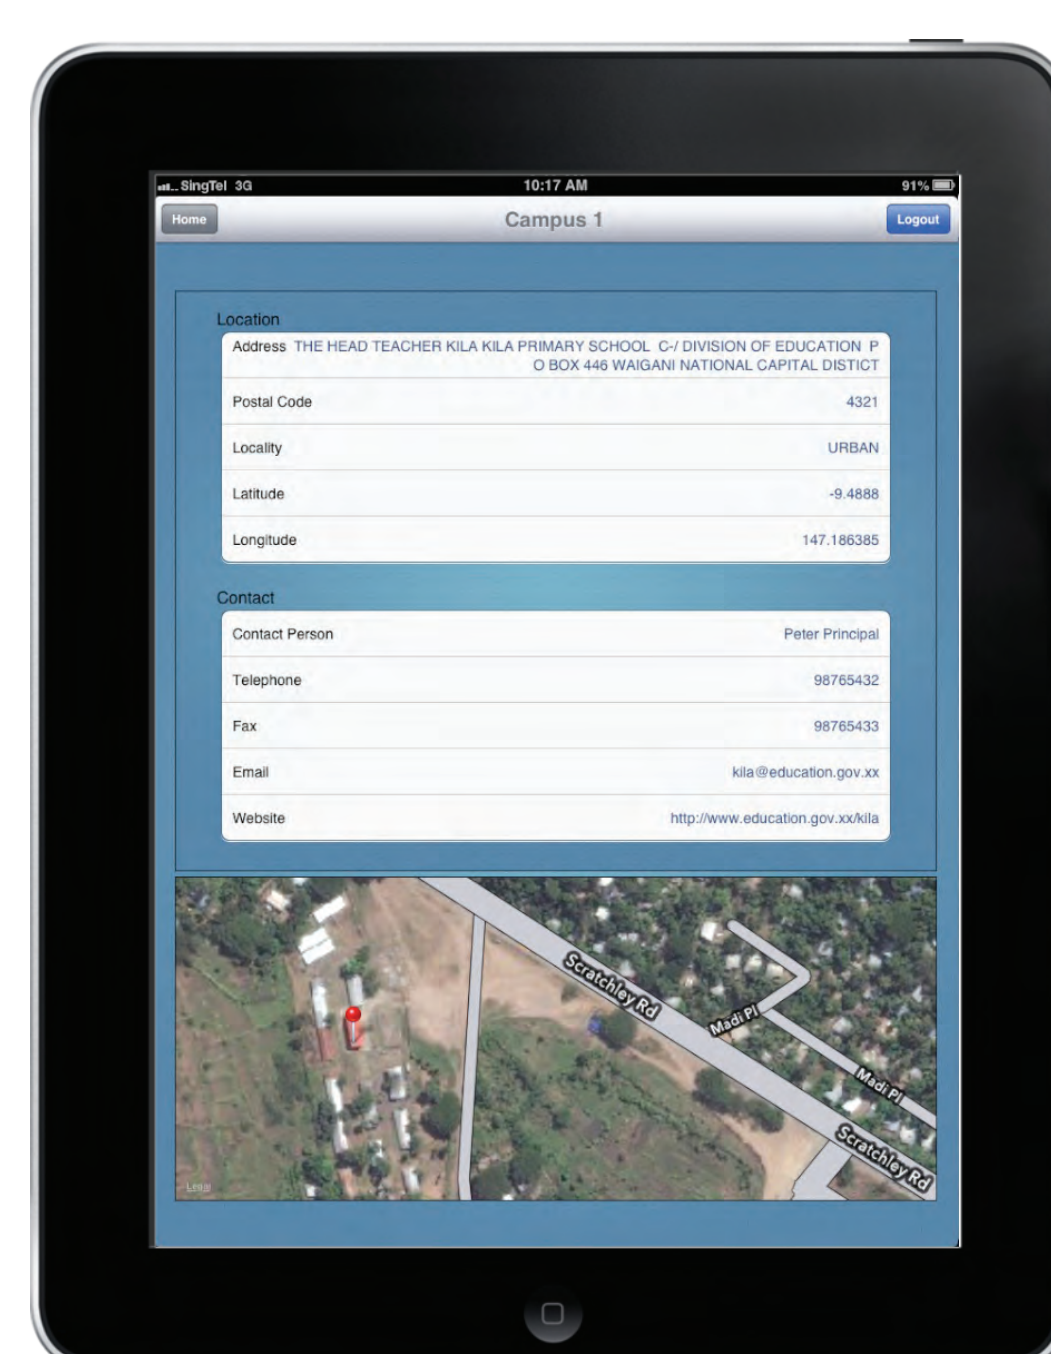 SingTel 3G 10:17 AM 91%
Home Campus 1 Logout
Location
Address THE HEAD TEACHER KILA KILA PRIMARY SCHOOL C-/ DIVISION OF EDUCATION P
O BOX 446 WAIGANI NATIONAL CAPITAL DISTICT
Postal Code 4321
Locality URBAN
Latitude -9.4888
Longitude 147.186385
Contact
Contact Person Peter Principal
Telephone 98765432
Fax 98765433
Email kila@education.gov.xx
Website http://www.education.gov.xx/kila
Scratchley Rd
Madi Pl
Madi Pl
Scratchley Rd
Legal